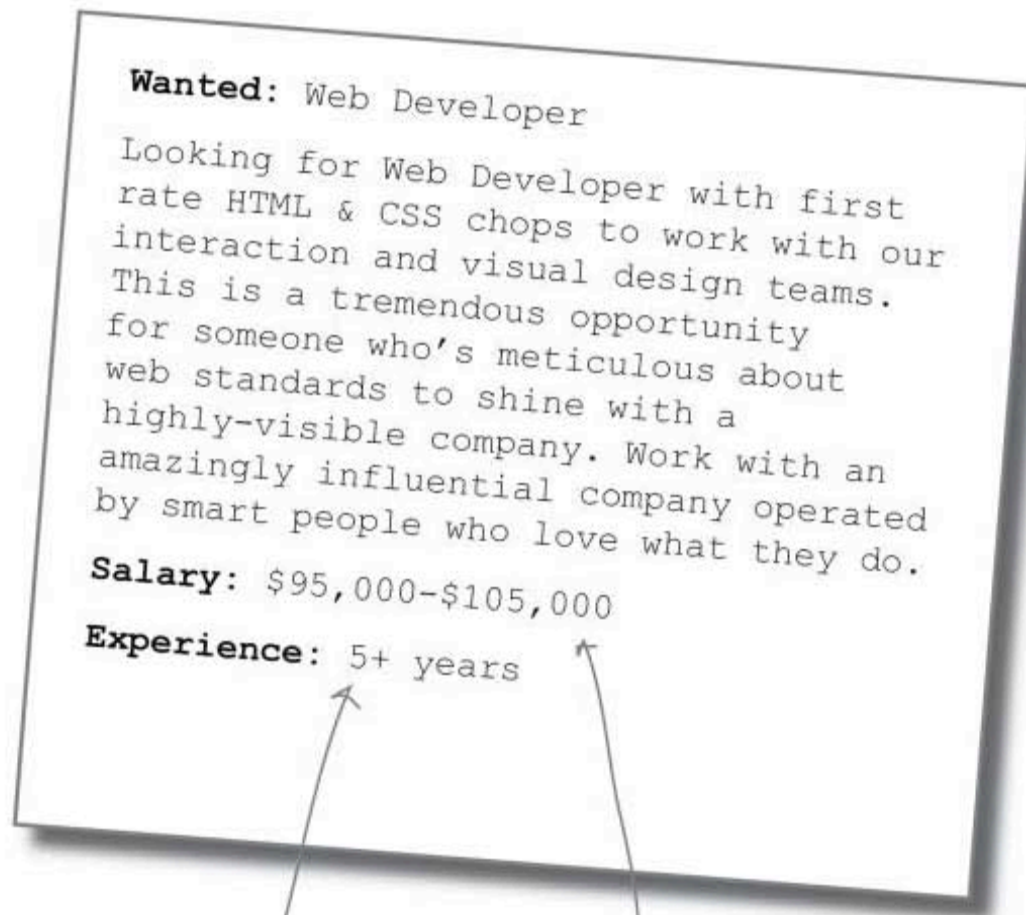 Wanted: Web Developer
Looking for Web Developer with first
rate HTML & CSS chops to work with our
interaction and visual design teams.
This is a tremendous opportunity
for someone who's meticulous about
web standards to shine with a
highly-visible company. Work with an
amazingly influential company operated
by smart people who love what they do.
Salary: $95,000-$105,000
Experience: 5+ years